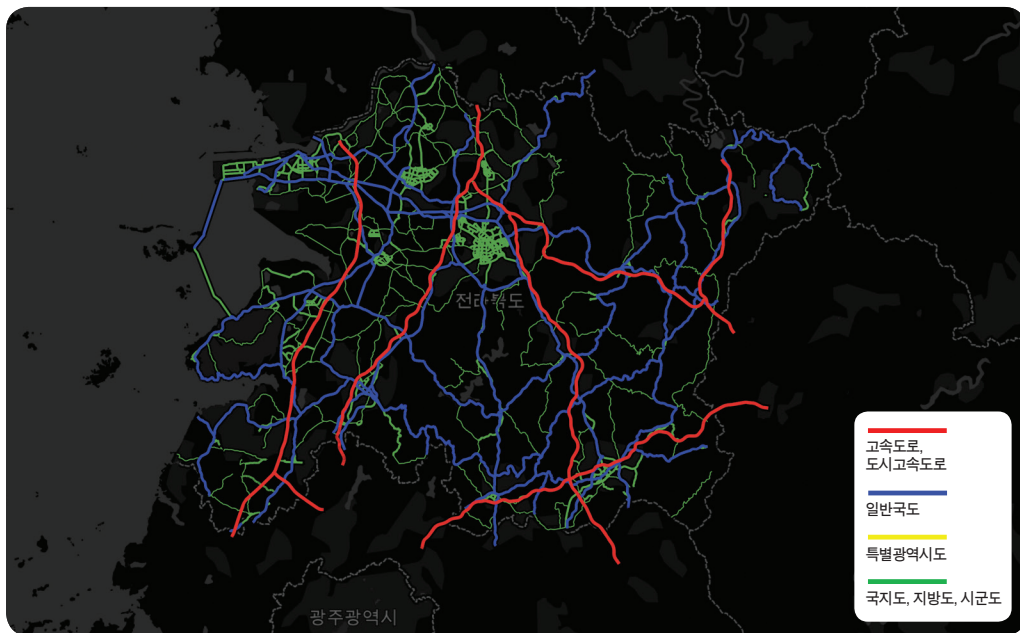 전라북도
광주광역시
고속도로,
도시고속도로
일반국도
특별광역시도
국지도, 지방도, 시군도